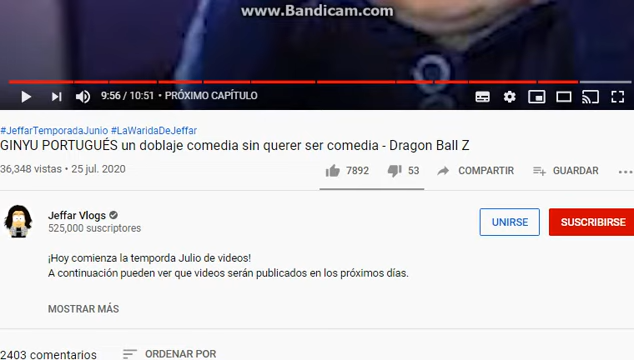 www.Bandicam.com
9:56 / 10:51 • PRÓXIMO CAPÍTULO
#JeffarTemporadaJunio #LaWaridaDeJeffar
GINYU PORTUGUÉS un doblaje comedia sin querer ser comedia - Dragon Ball Z
36,348 vistas • 25 jul. 2020
7892 53 COMPARTIR GUARDAR
Jeffar Vlogs
525,000 suscriptores
UNIRSE SUSCRIBIRSE
¡Hoy comienza la temporda Julio de videos!
A continuación pueden ver que videos serán publicados en los próximos días.
MOSTRAR MÁS
2403 comentarios ORDENAR POR